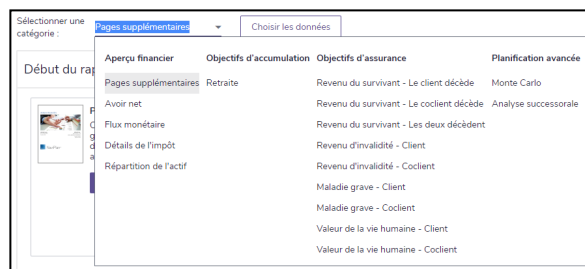 Sélectionner une catégorie :
Pages supplémentaires
Choisir les données
Début du rap
Aperçu financier
Objectifs d'accumulation
Objectifs d'assurance
Planification avancée
Pages supplémentaires
Retraite
Revenu du survivant - Le client décède
Monte Carlo
Avoir net
Revenu du survivant - Le coclient décède
Analyse successorale
Flux monétaire
Revenu du survivant - Les deux décèdent
Détails de l'impôt
Revenu d'invalidité - Client
Répartition de l'actif
Revenu d'invalidité - Coclient
Maladie grave - Client
Maladie grave - Coclient
Valeur de la vie humaine - Client
Valeur de la vie humaine - Coclient